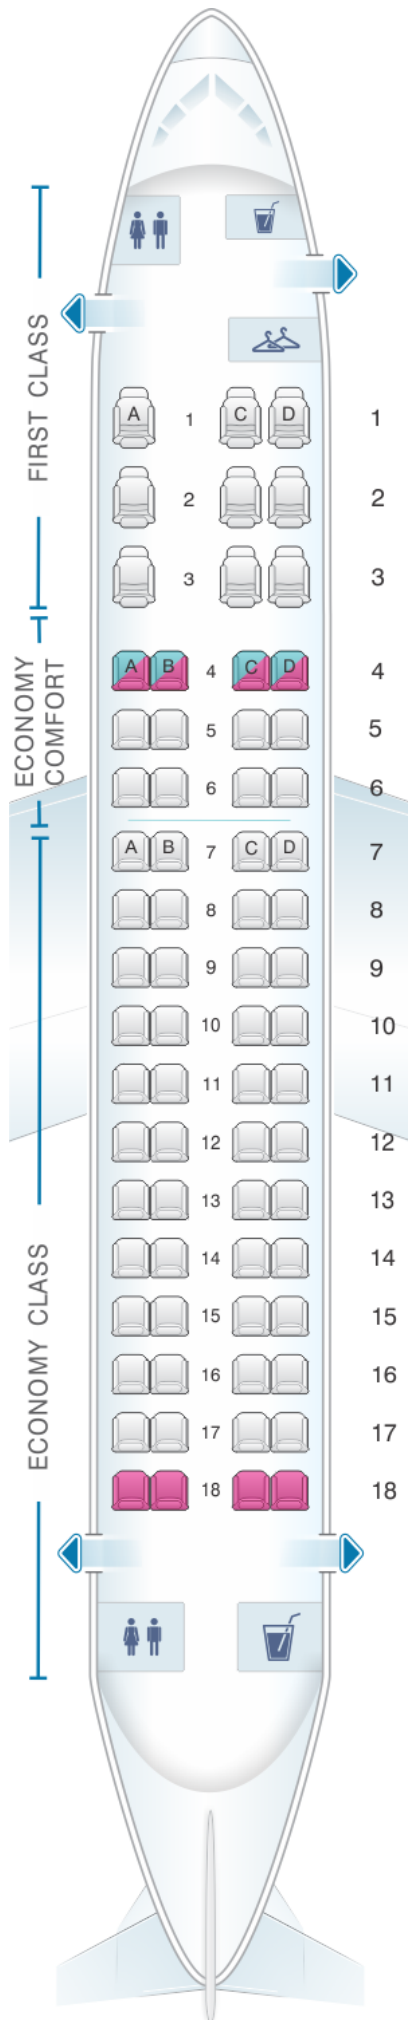 FIRST CLASS
A 1 C D 1
2 2
3 3
ECONOMY
COMFORT
A B 4 C D 4
5 5
6 6
A B 7 C D 7
8 8
9 9
10 10
11 11
12 12
13 13
14 14
15 15
16 16
17 17
18 18
ECONOMY CLASS